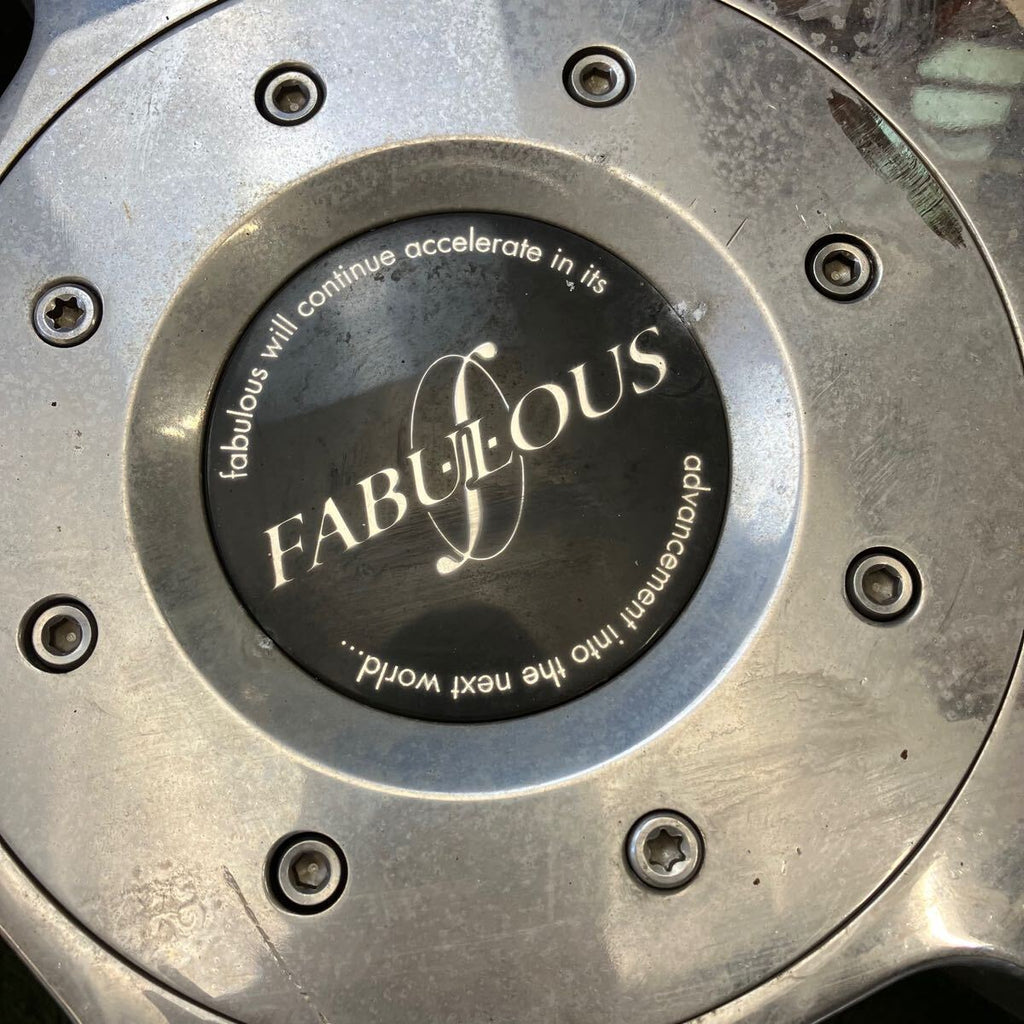 fabulous will continue accelerate in its
FABULOUS
advancement into the next world...